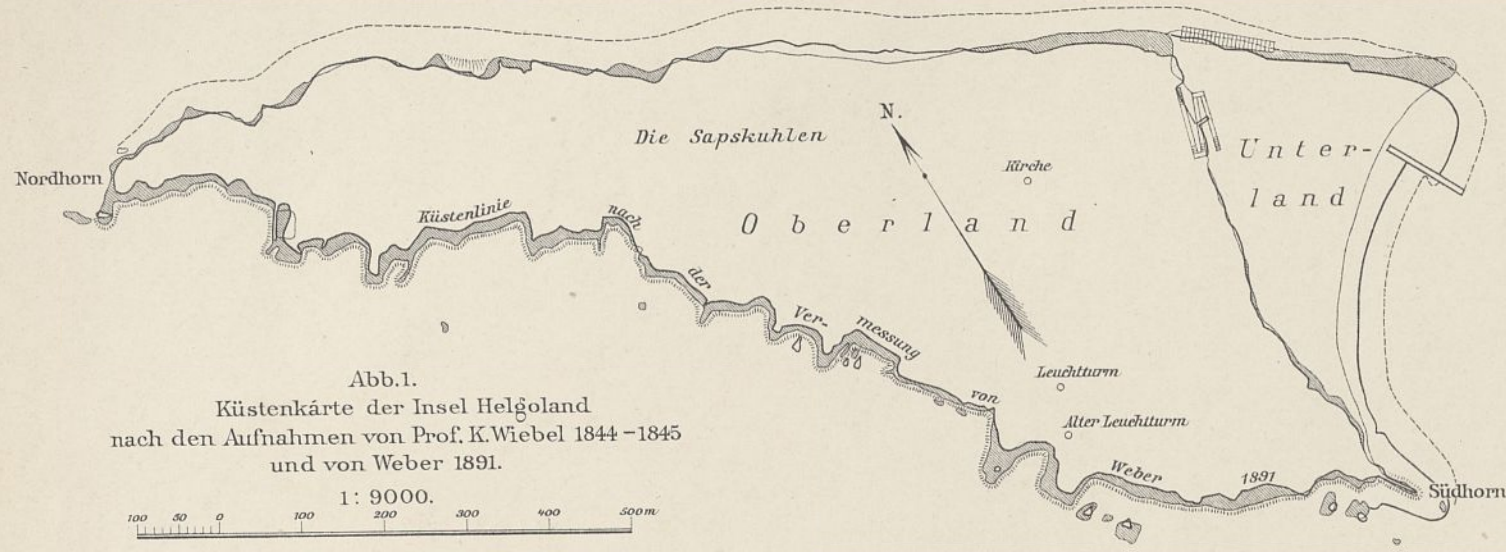 Nordhorn
Die Sapskuhlen
N.
Kirche
Unter-
land
Oberland
Küstenlinie nach der Ver-messung von Weber 1891
Leuchtturm
Alter Leuchtturm
Südhorn
Abb.1.
Küstenkárte der Insel Helgoland
nach den Aufnahmen von Prof. K.Wiebel 1844-1845
und von Weber 1891.
1: 9000.
100 50 0 100 200 300 400 500m